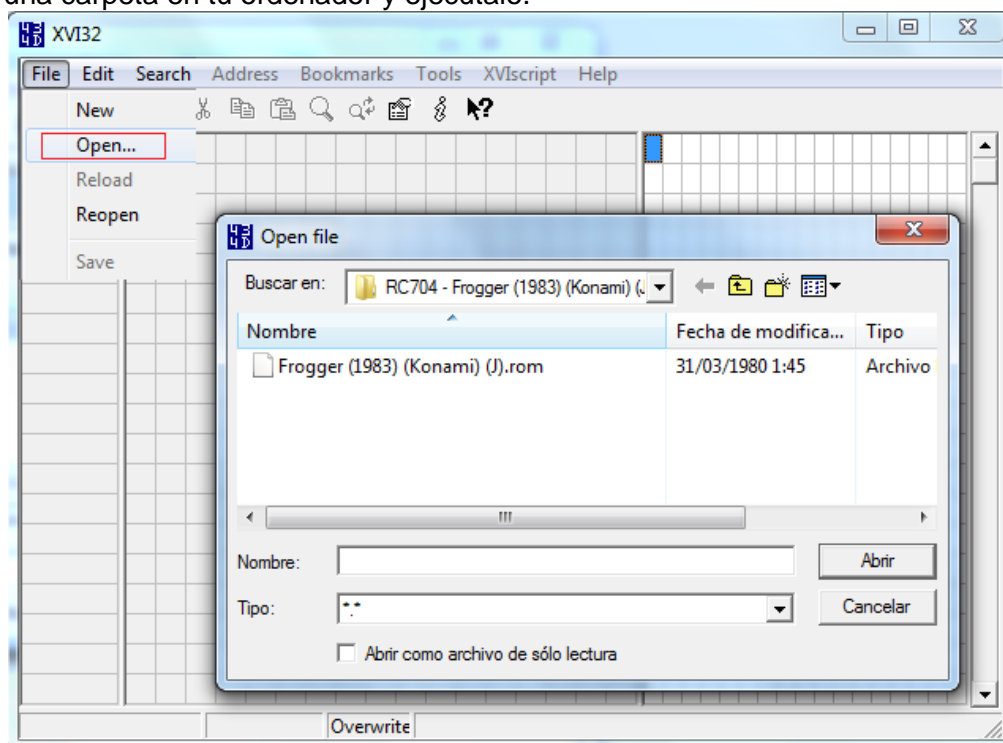 una carpeta en tu ordenador y ejecútalo.
XVI32
File Edit Search Address Bookmarks Tools XVIscript Help
New
Open...
Reload
Reopen
Save
Open file
Buscar en: RC704 - Frogger (1983) (Konami) (J
Nombre Fecha de modifica... Tipo
Frogger (1983) (Konami) (J).rom 31/03/1980 1:45 Archivo
Nombre: Abrir
Tipo: *.* Cancelar
Abrir como archivo de sólo lectura
Overwrite